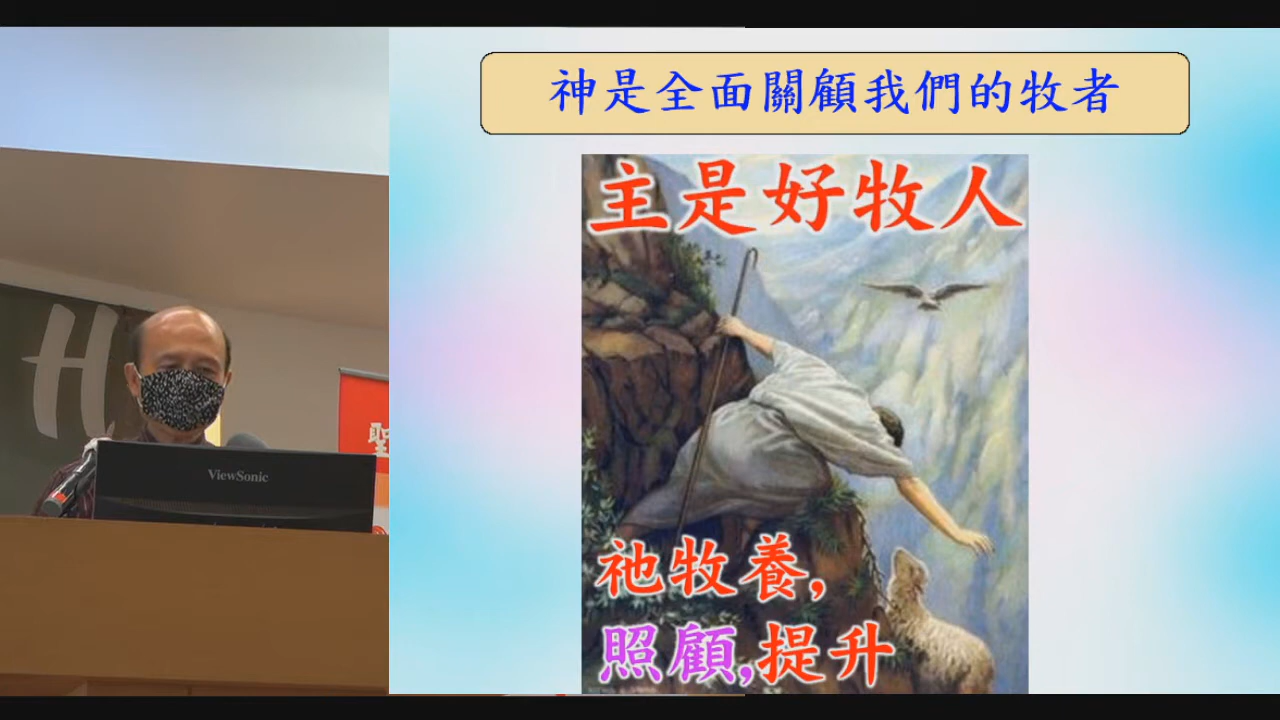 神是全面關顧我們的牧者
主是好牧人
祂牧養,
照顧,提升
H
ViewSonic
聖